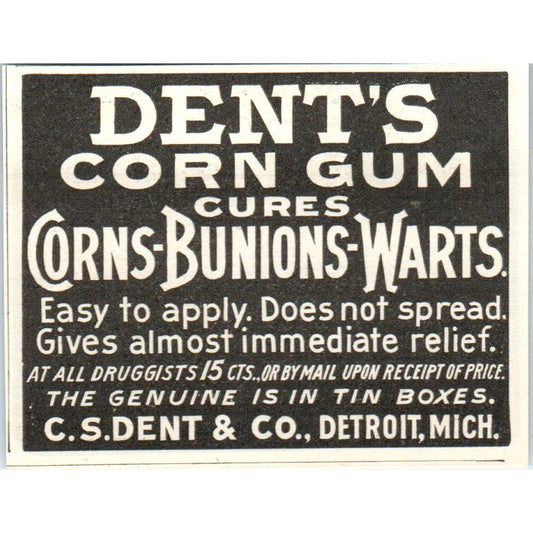 DENT'S
CORN GUM
CURES
CORNS-BUNIONS-WARTS.
Easy to apply. Does not spread.
Gives almost immediate relief.
AT ALL DRUGGISTS 15 CTS., OR BY MAIL UPON RECEIPT OF PRICE.
THE GENUINE IS IN TIN BOXES.
C.S. DENT & CO., DETROIT, MICH.